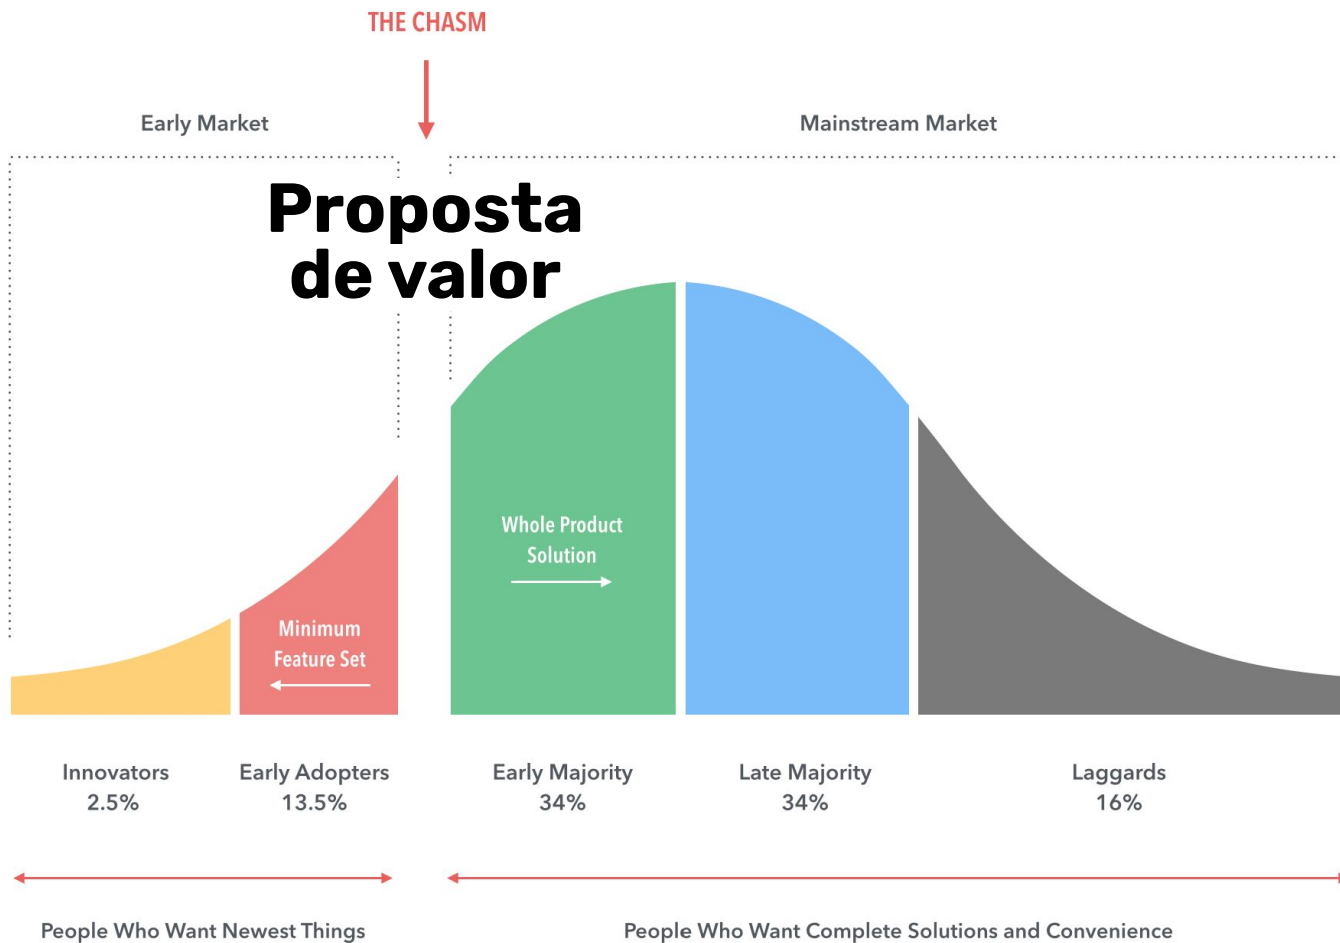 THE CHASM
Early Market
Mainstream Market
Proposta
de valor
Whole Product
Solution
Minimum
Feature Set
Innovators
2.5%
Early Adopters
13.5%
Early Majority
34%
Late Majority
34%
Laggards
16%
People Who Want Newest Things
People Who Want Complete Solutions and Convenience